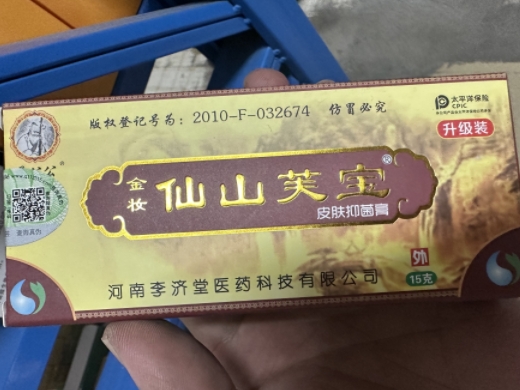 版权登记号为：2010-F-032674 仿冒必究
太平洋保险
CPIC
升级装
公®
金妆
仙山芙宝®
皮肤抑菌膏
外
15克
河南李济堂医药科技有限公司